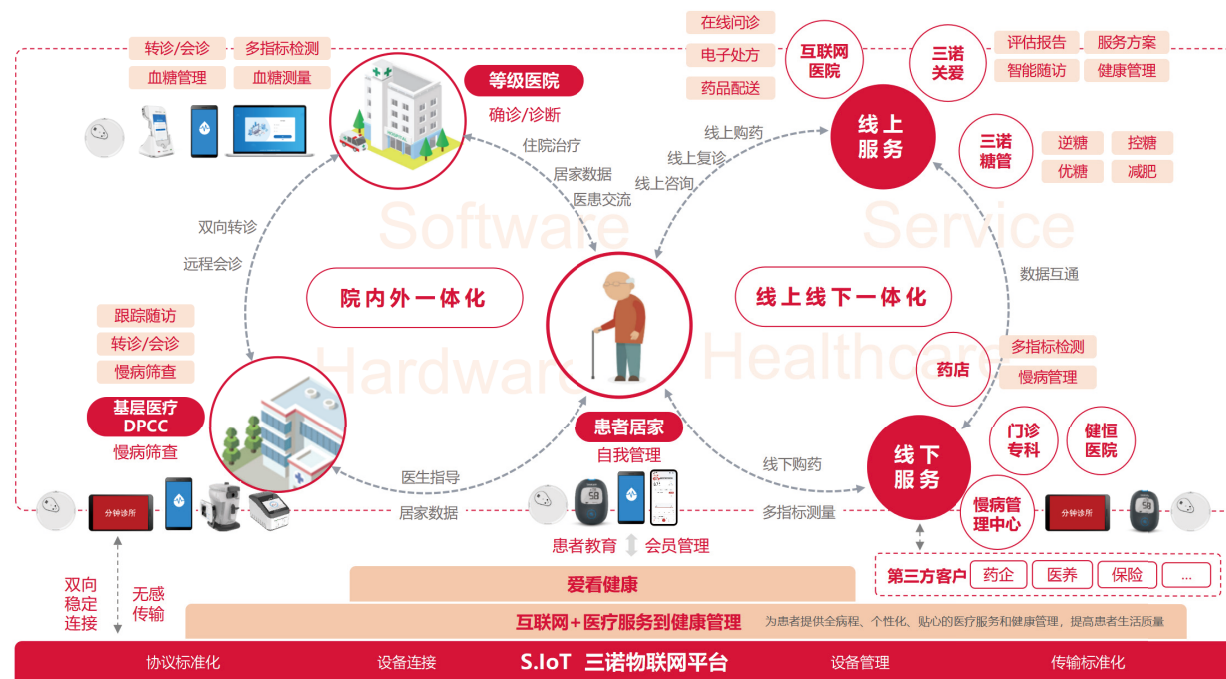 在线问诊
电子处方
药品配送
互联网
医院
三诺
关爱
评估报告
服务方案
智能随访
健康管理
转诊/会诊
多指标检测
血糖管理
血糖测量
等级医院
确诊/诊断
HOSPITAL
线上
服务
三诺
糖管
逆糖
控糖
优糖
减肥
住院治疗
居家数据
医患交流
线上购药
线上复诊
线上咨询
Software
Service
双向转诊
远程会诊
数据互通
院内外一体化
线上线下一体化
跟踪随访
转诊/会诊
慢病筛查
Hardware
Healthcare
药店
多指标检测
慢病管理
基层医疗
DPCC
慢病筛查
患者居家
自我管理
线下
服务
门诊
专科
健恒
医院
慢病管
理中心
医生指导
居家数据
线下购药
多指标测量
分钟诊所
58
分钟诊所
58
患者教育
会员管理
第三方客户
药企
医养
保险
...
双向
稳定
连接
无感
传输
爱看健康
互联网+医疗服务到健康管理
为患者提供全病程、个性化、贴心的医疗服务和健康管理，提高患者生活质量
协议标准化
设备连接
S.IoT 三诺物联网平台
设备管理
传输标准化